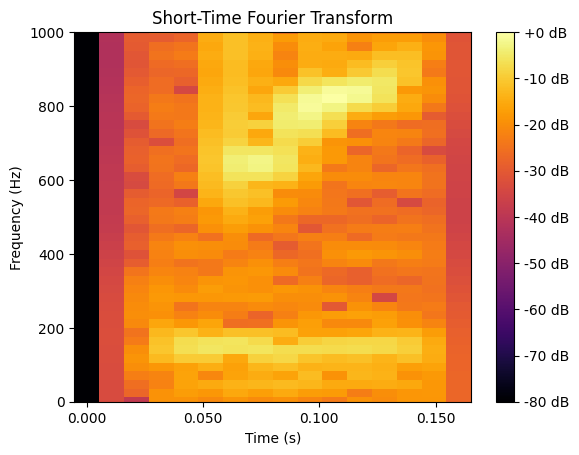 Short-Time Fourier Transform
1000
800
600
400
200
0
Frequency (Hz)
0.000
0.050
0.100
0.150
Time (s)
+0 dB
-10 dB
-20 dB
-30 dB
-40 dB
-50 dB
-60 dB
-70 dB
-80 dB